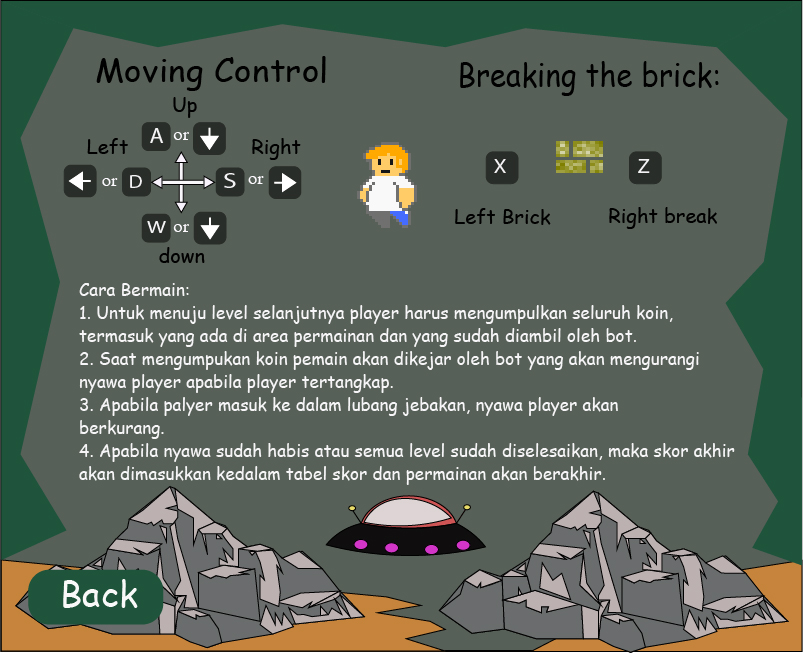 Moving Control
Breaking the brick:
Up
A or
Left
Right
or D
S or
X
Z
W or
down
Left Brick
Right break
Cara Bermain:
1. Untuk menuju level selanjutnya player harus mengumpulkan seluruh koin,
termasuk yang ada di area permainan dan yang sudah diambil oleh bot.
2. Saat mengumpukan koin pemain akan dikejar oleh bot yang akan mengurangi
nyawa player apabila player tertangkap.
3. Apabila palyer masuk ke dalam lubang jebakan, nyawa player akan
berkurang.
4. Apabila nyawa sudah habis atau semua level sudah diselesaikan, maka skor akhir
akan dimasukkan kedalam tabel skor dan permainan akan berakhir.
Back